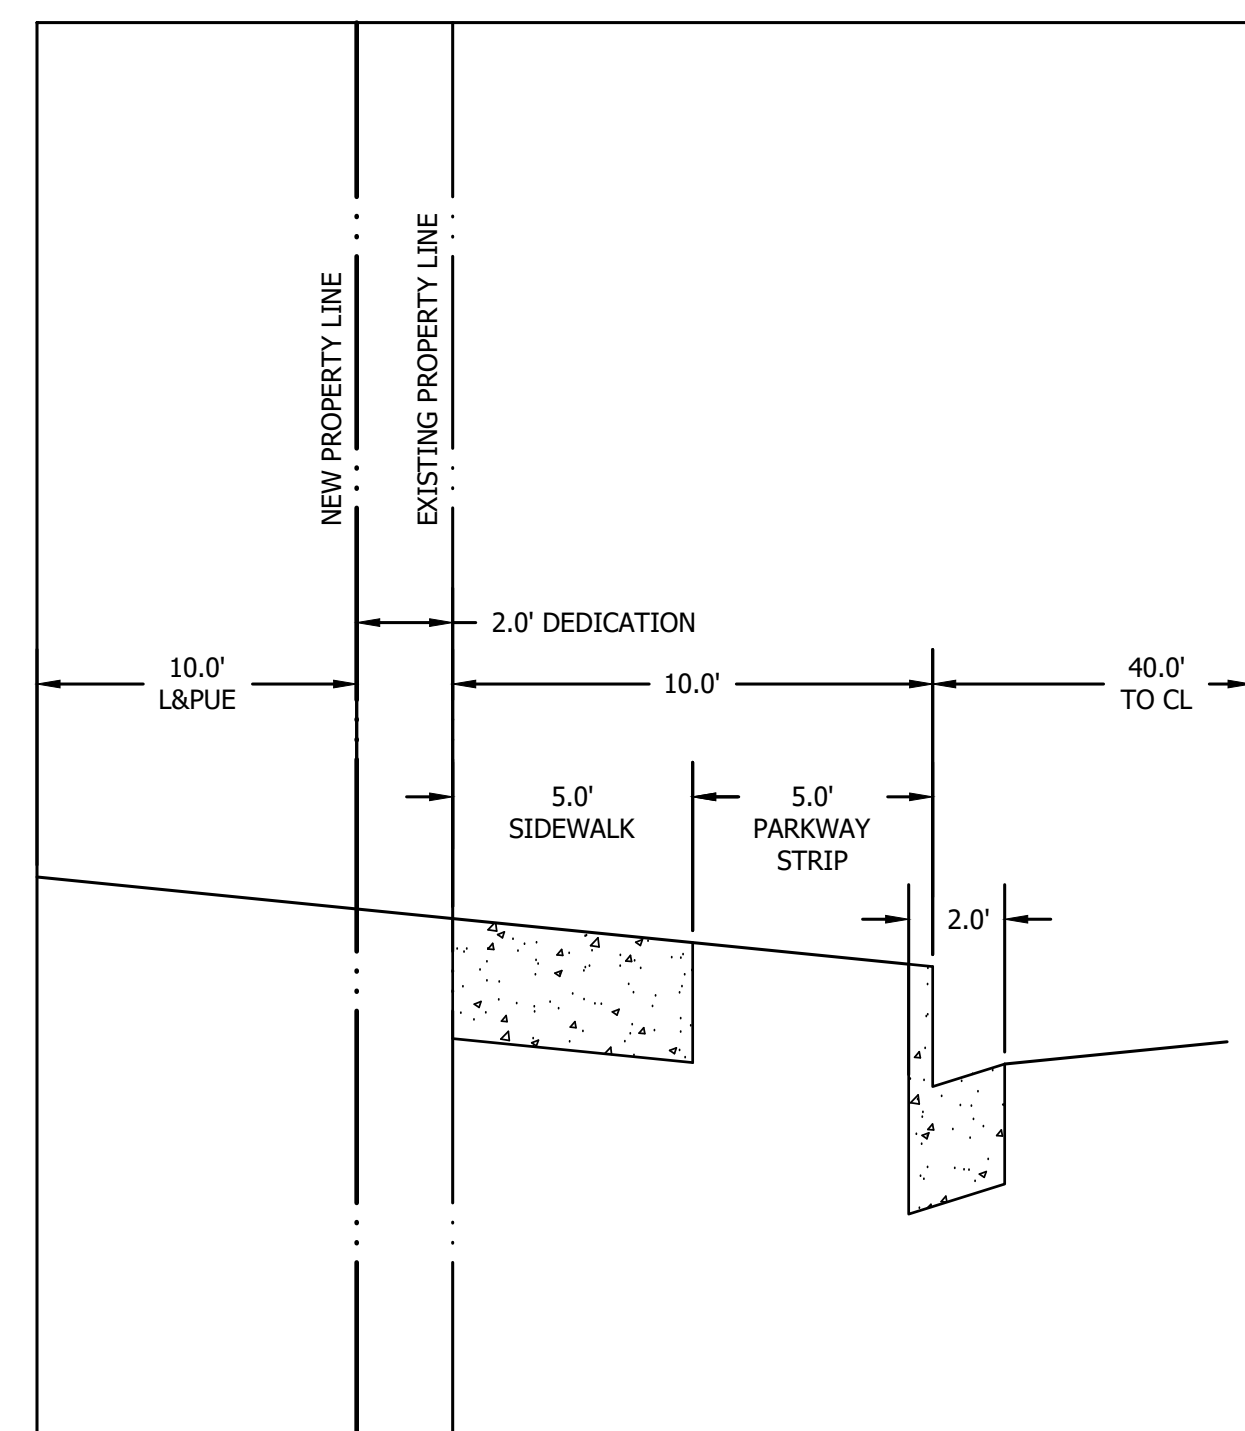 NEW PROPERTY LINE
EXISTING PROPERTY LINE
2.0' DEDICATION
10.0'
L&PUE
10.0'
40.0'
TO CL
5.0'
SIDEWALK
5.0'
PARKWAY
STRIP
2.0'